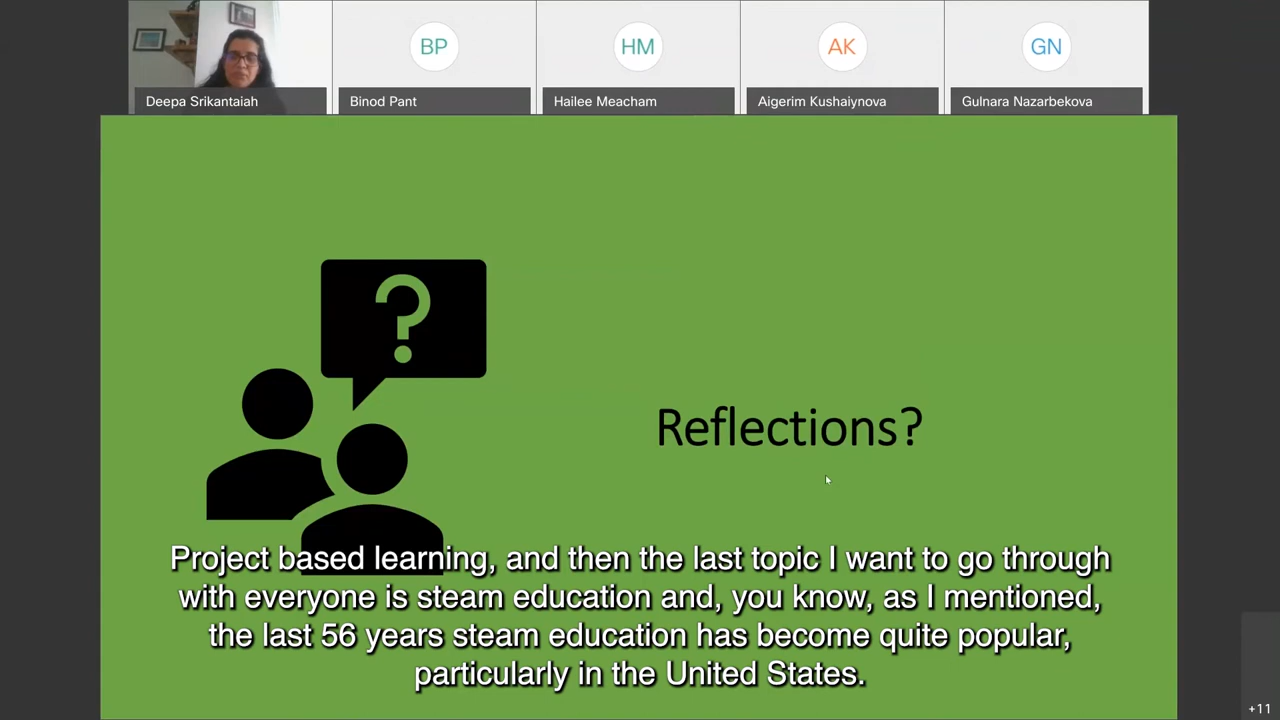 BP
HM
AK
GN
Deepa Srikantaiah
Binod Pant
Hailee Meacham
Aigerim Kushaiynova
Gulnara Nazarbekova
?
Reflections?
Project based learning, and then the last topic I want to go through
with everyone is steam education and, you know, as I mentioned,
the last 56 years steam education has become quite popular,
particularly in the United States.
+11